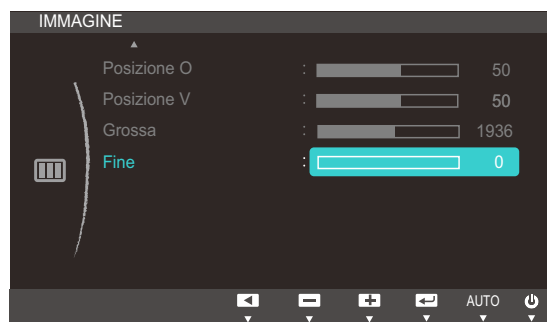 IMMAGINE
Posizione O : 50
Posizione V : 50
Grossa : 1936
Fine : 0
AUTO